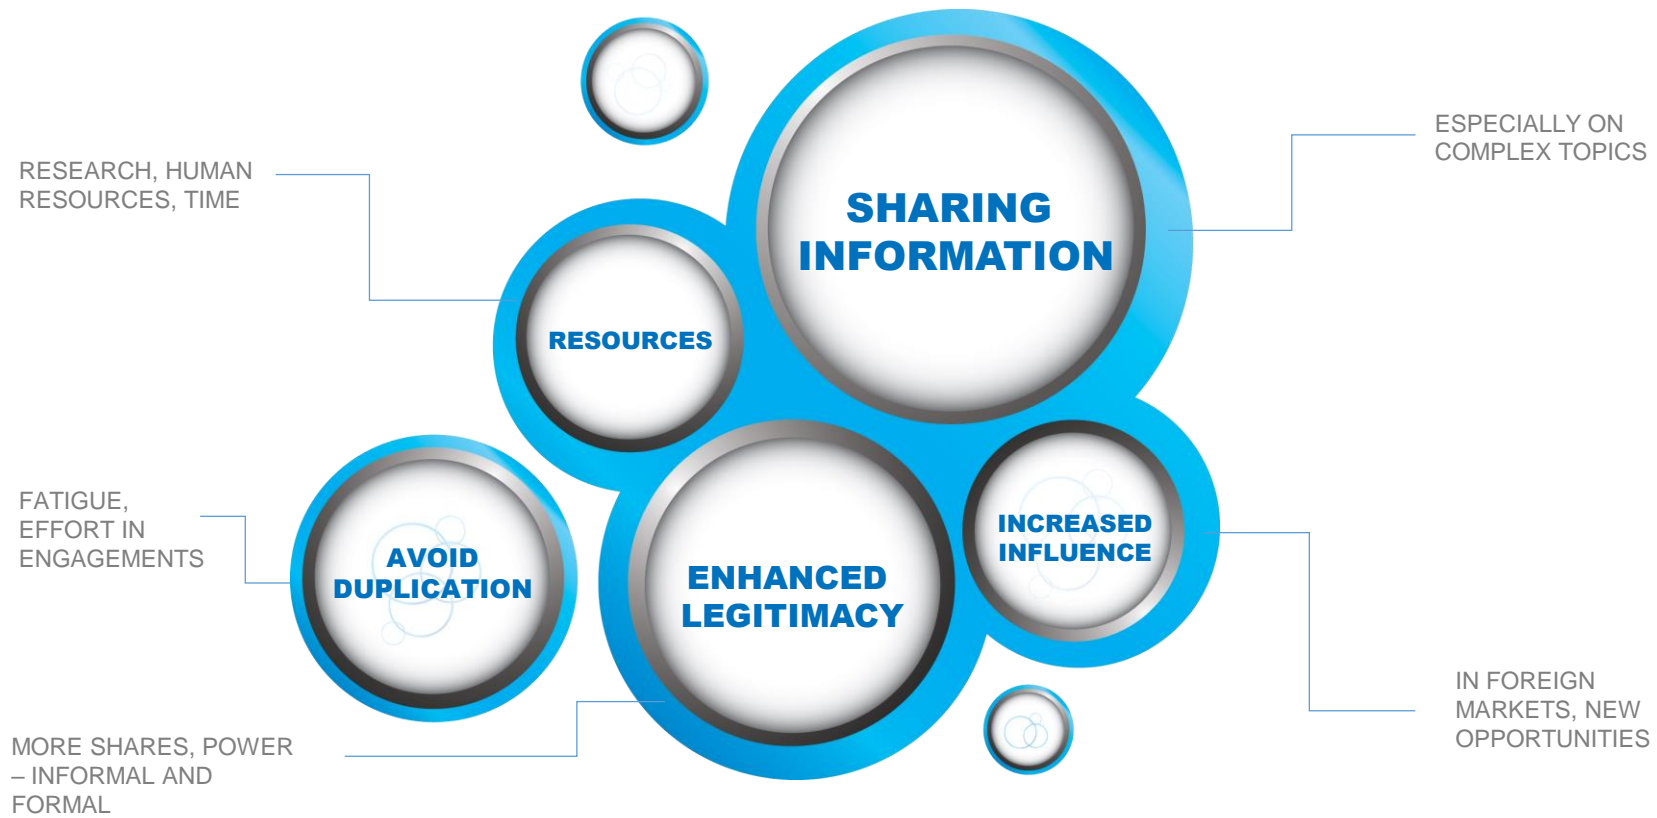 ESPECIALLY ON
COMPLEX TOPICS
RESEARCH, HUMAN
RESOURCES, TIME
SHARING
INFORMATION
RESOURCES
FATIGUE,
EFFORT IN
ENGAGEMENTS
AVOID
DUPLICATION
ENHANCED
LEGITIMACY
INCREASED
INFLUENCE
IN FOREIGN
MARKETS, NEW
OPPORTUNITIES
MORE SHARES, POWER
– INFORMAL AND
FORMAL